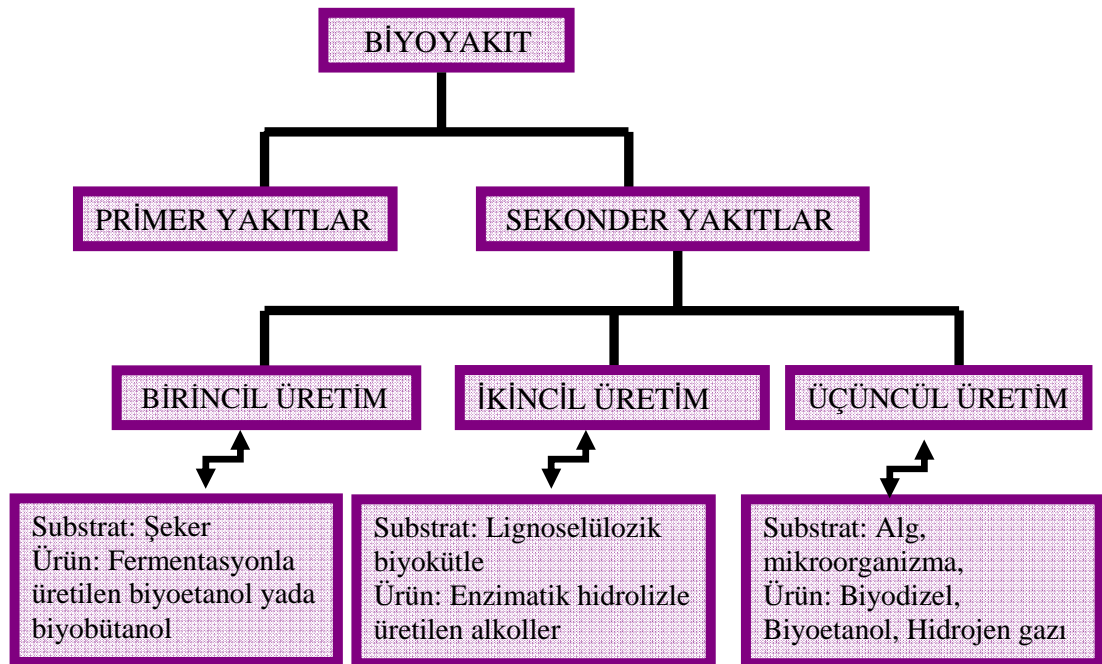 BİYOYAKIT
PRİMER YAKITLAR
SEKONDER YAKITLAR
BİRİNCİL ÜRETİM
İKİNCİL ÜRETİM
ÜÇÜNCÜL ÜRETİM
Substrat: Şeker
Ürün: Fermentasyonla
üretilen biyoetanol yada
biyobütanol
Substrat: Lignoselülozik
biyokütle
Ürün: Enzimatik hidrolizle
üretilen alkoller
Substrat: Alg,
mikroorganizma,
Ürün: Biyodizel,
Biyoetanol, Hidrojen gazı